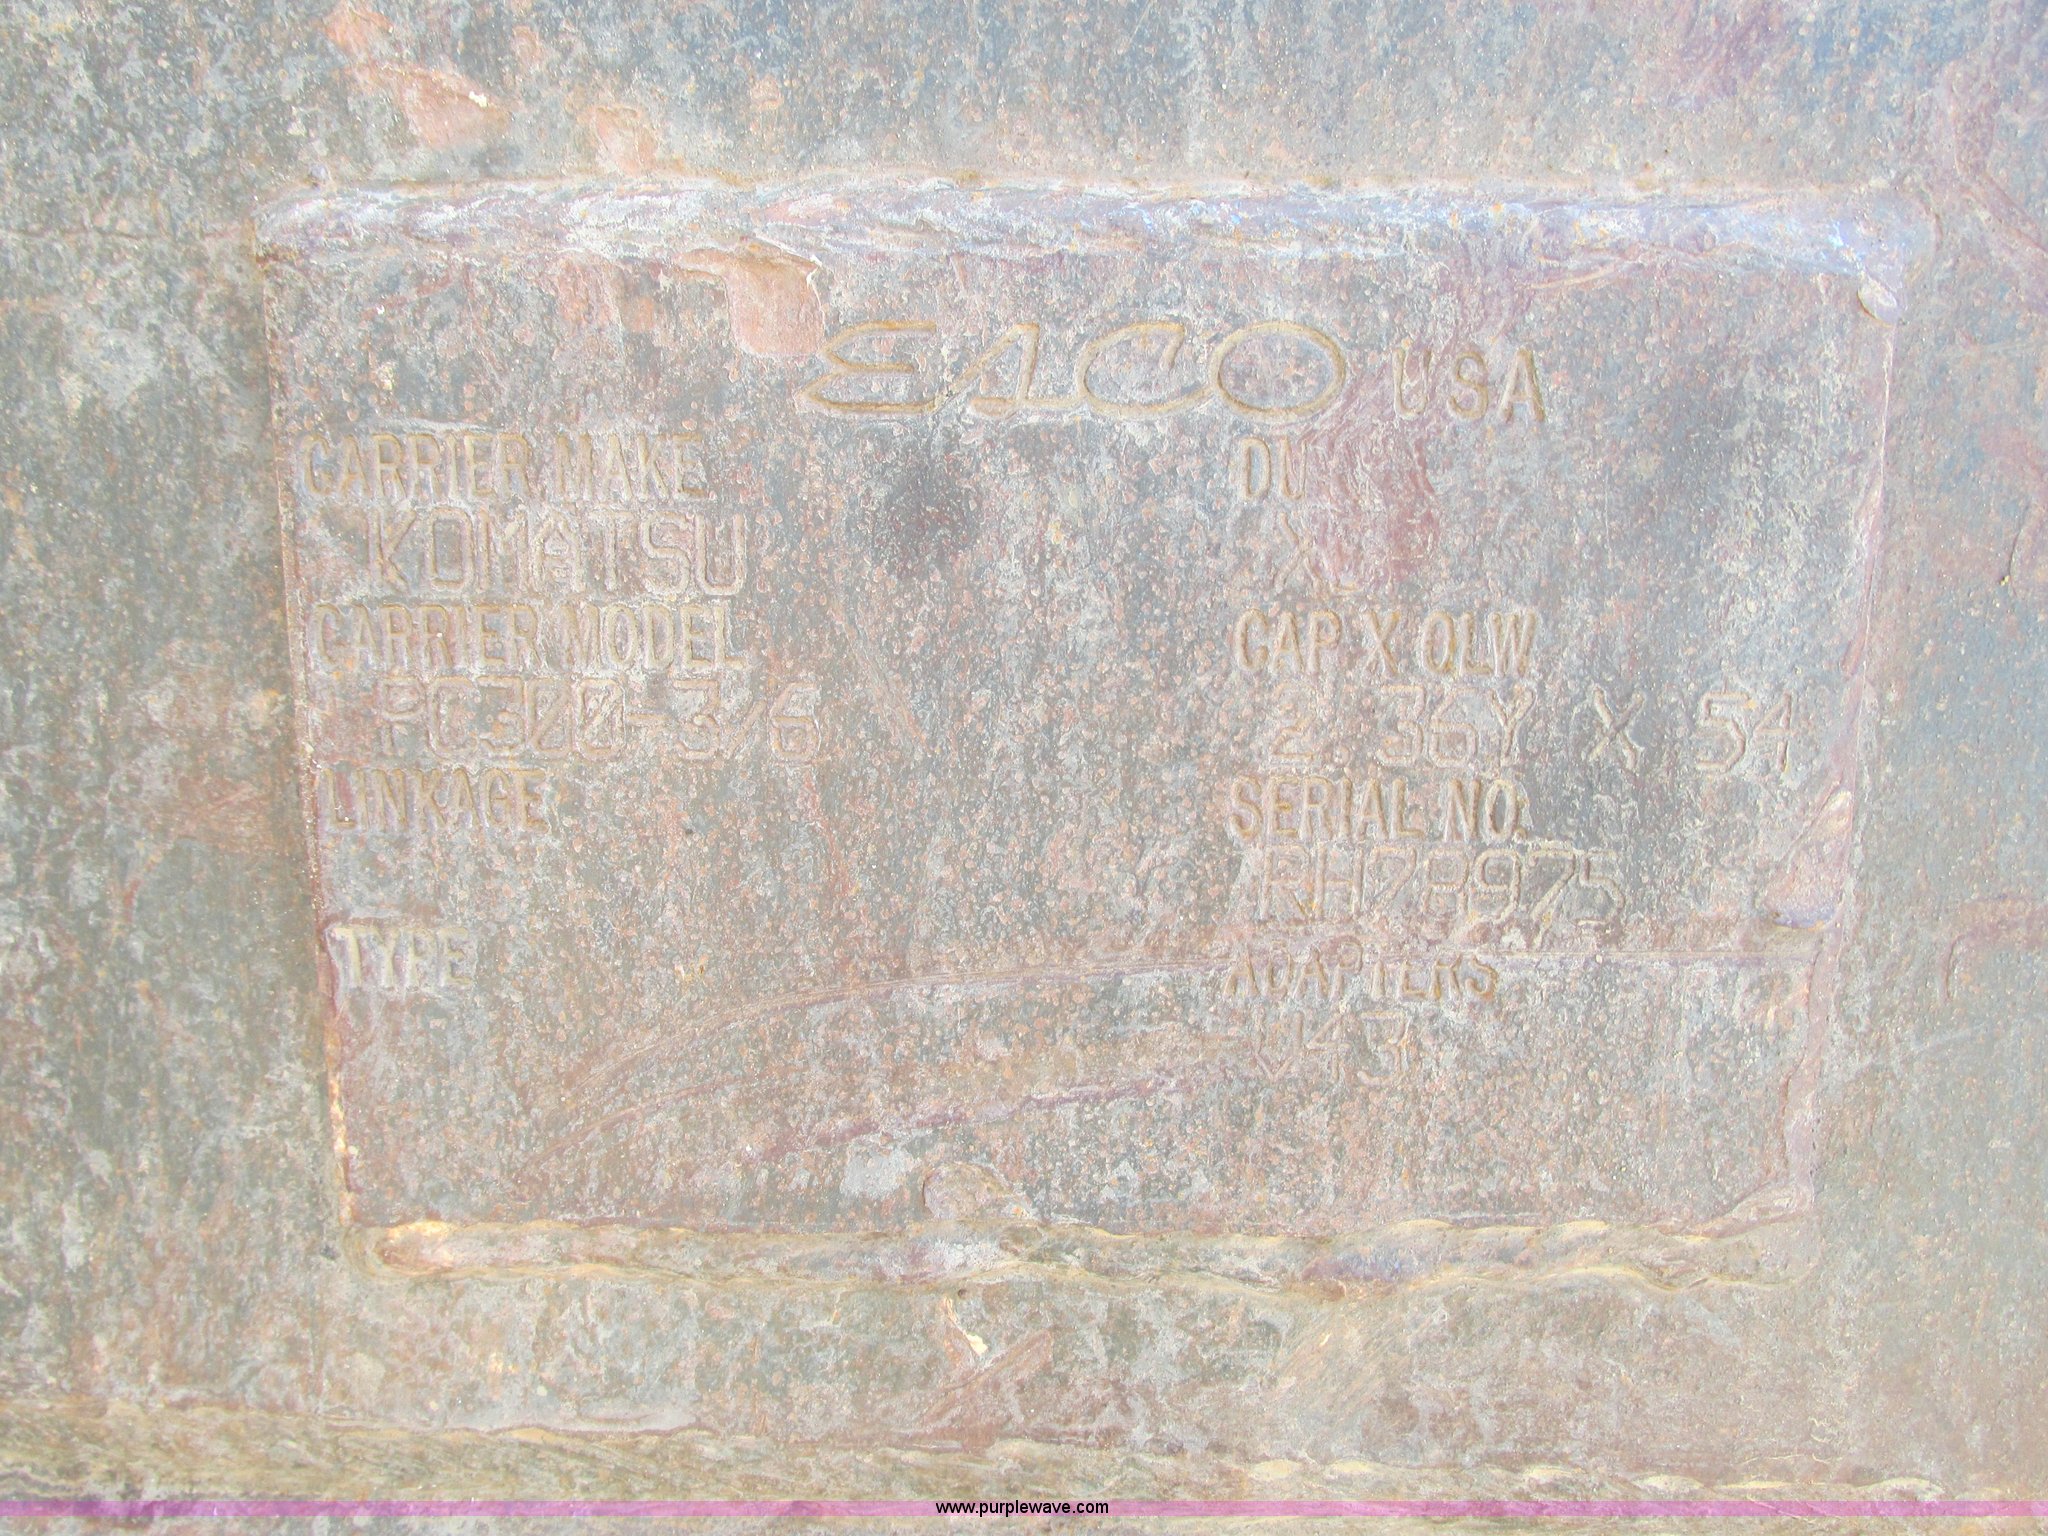 ESCO USA
CARRIER MAKE
KOMATSU
CARRIER MODEL
PC300-3/6
LINKAGE
TYPE
DU
X
CAP X OLW
2.36Y X 54
SERIAL NO.
RH78975
ADAPTERS
V43
www.purplewave.com